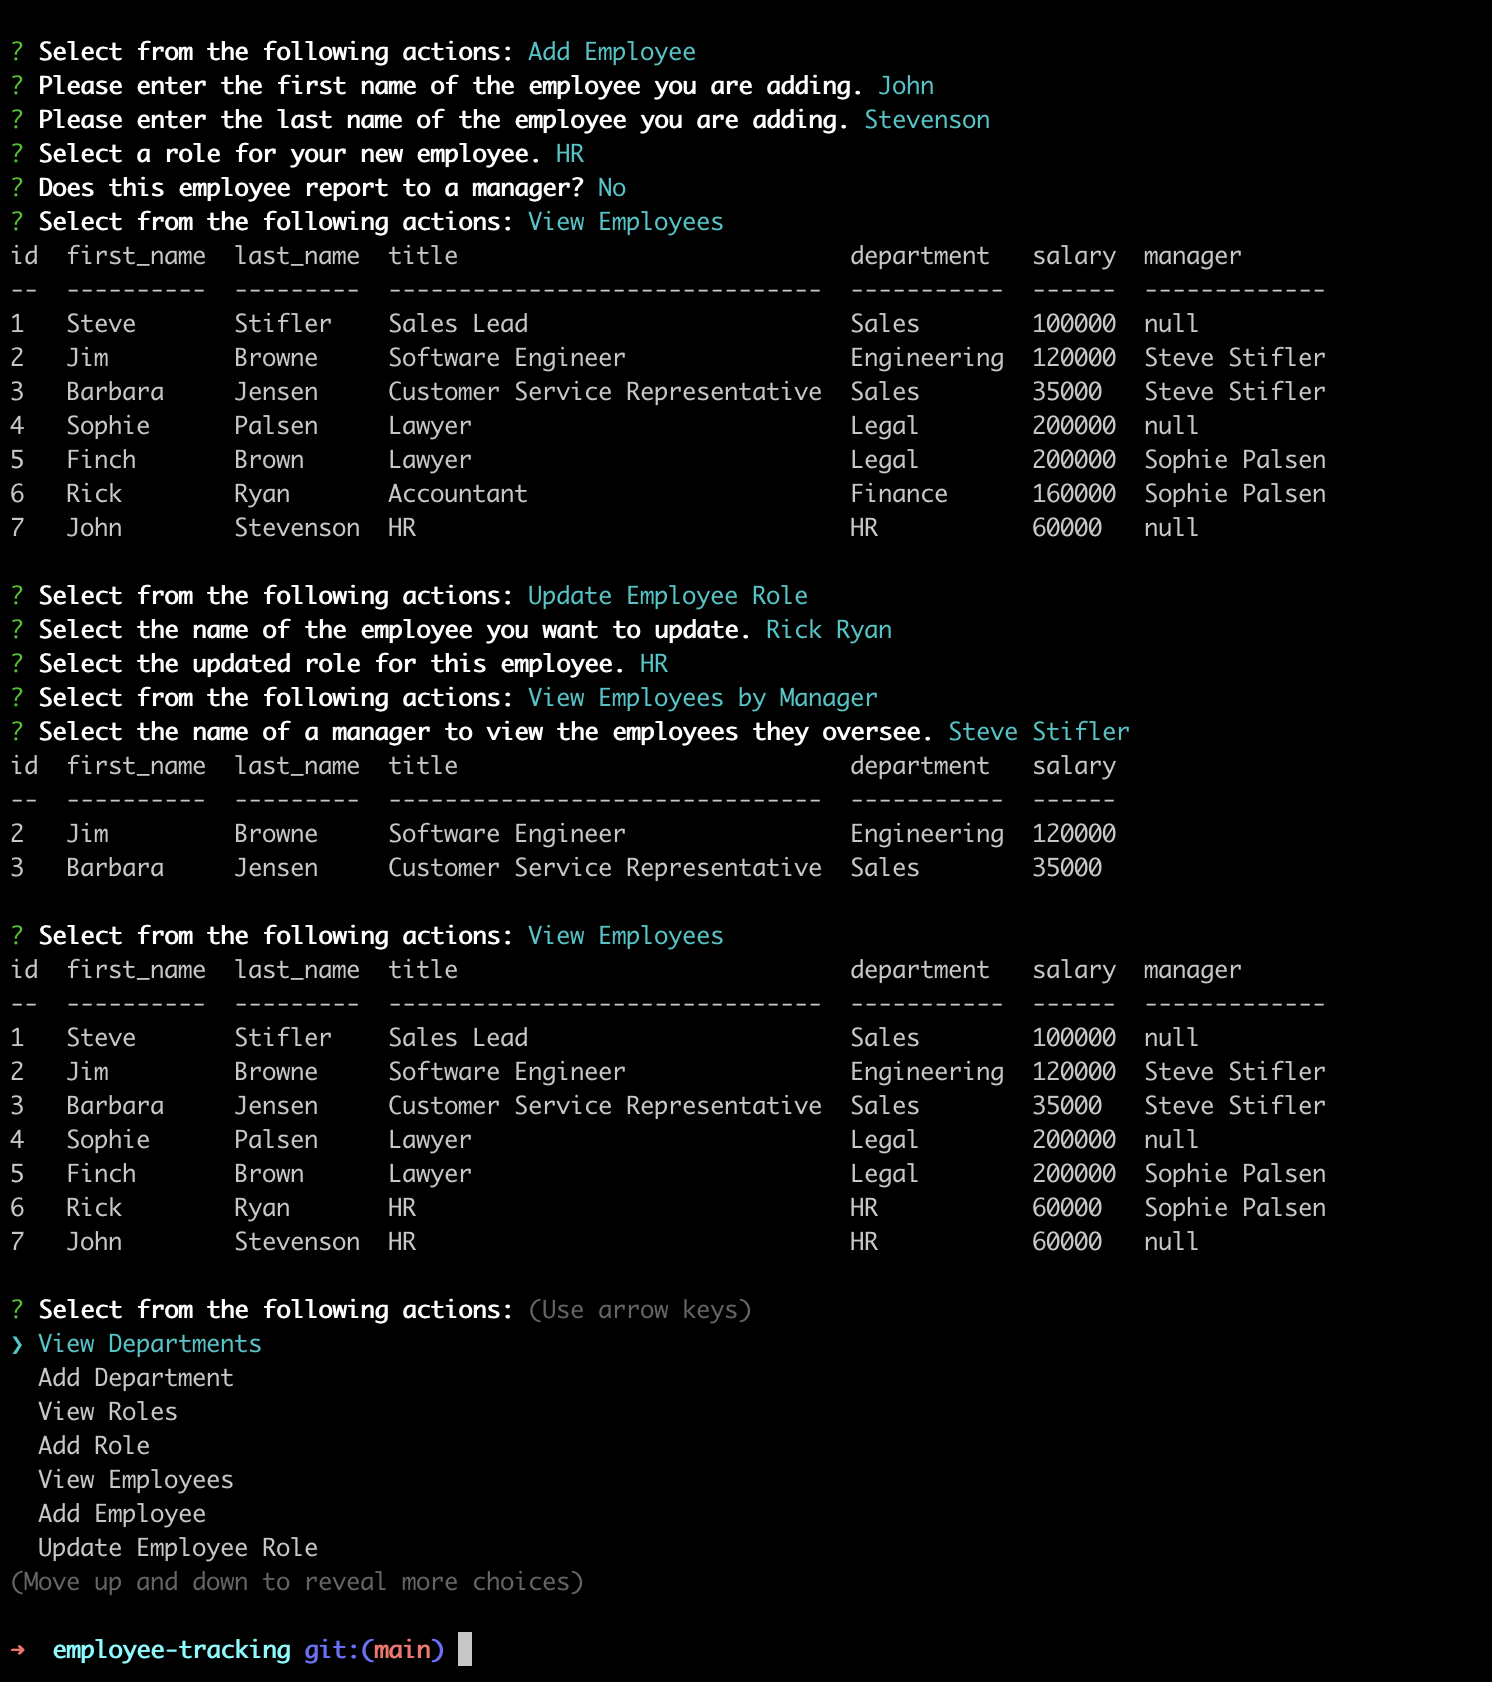 ? Select from the following actions: Add Employee
? Please enter the first name of the employee you are adding. John
? Please enter the last name of the employee you are adding. Stevenson
? Select a role for your new employee. HR
? Does this employee report to a manager? No
? Select from the following actions: View Employees
id  first_name  last_name  title                            department   salary  manager
--  ----------  ---------  -------------------------------  -----------  ------  -------------
1   Steve       Stifler    Sales Lead                       Sales        100000  null
2   Jim         Browne     Software Engineer                Engineering  120000  Steve Stifler
3   Barbara     Jensen     Customer Service Representative  Sales        35000   Steve Stifler
4   Sophie      Palsen     Lawyer                           Legal        200000  null
5   Finch       Brown      Lawyer                           Legal        200000  Sophie Palsen
6   Rick        Ryan       Accountant                       Finance      160000  Sophie Palsen
7   John        Stevenson  HR                               HR           60000   null

? Select from the following actions: Update Employee Role
? Select the name of the employee you want to update. Rick Ryan
? Select the updated role for this employee. HR
? Select from the following actions: View Employees by Manager
? Select the name of a manager to view the employees they oversee. Steve Stifler
id  first_name  last_name  title                            department   salary
--  ----------  ---------  -------------------------------  -----------  ------
2   Jim         Browne     Software Engineer                Engineering  120000
3   Barbara     Jensen     Customer Service Representative  Sales        35000

? Select from the following actions: View Employees
id  first_name  last_name  title                            department   salary  manager
--  ----------  ---------  -------------------------------  -----------  ------  -------------
1   Steve       Stifler    Sales Lead                       Sales        100000  null
2   Jim         Browne     Software Engineer                Engineering  120000  Steve Stifler
3   Barbara     Jensen     Customer Service Representative  Sales        35000   Steve Stifler
4   Sophie      Palsen     Lawyer                           Legal        200000  null
5   Finch       Brown      Lawyer                           Legal        200000  Sophie Palsen
6   Rick        Ryan       HR                               HR           60000   Sophie Palsen
7   John        Stevenson  HR                               HR           60000   null

? Select from the following actions: (Use arrow keys)
❯ View Departments
  Add Department
  View Roles
  Add Role
  View Employees
  Add Employee
  Update Employee Role
(Move up and down to reveal more choices)

➜  employee-tracking git:(main)